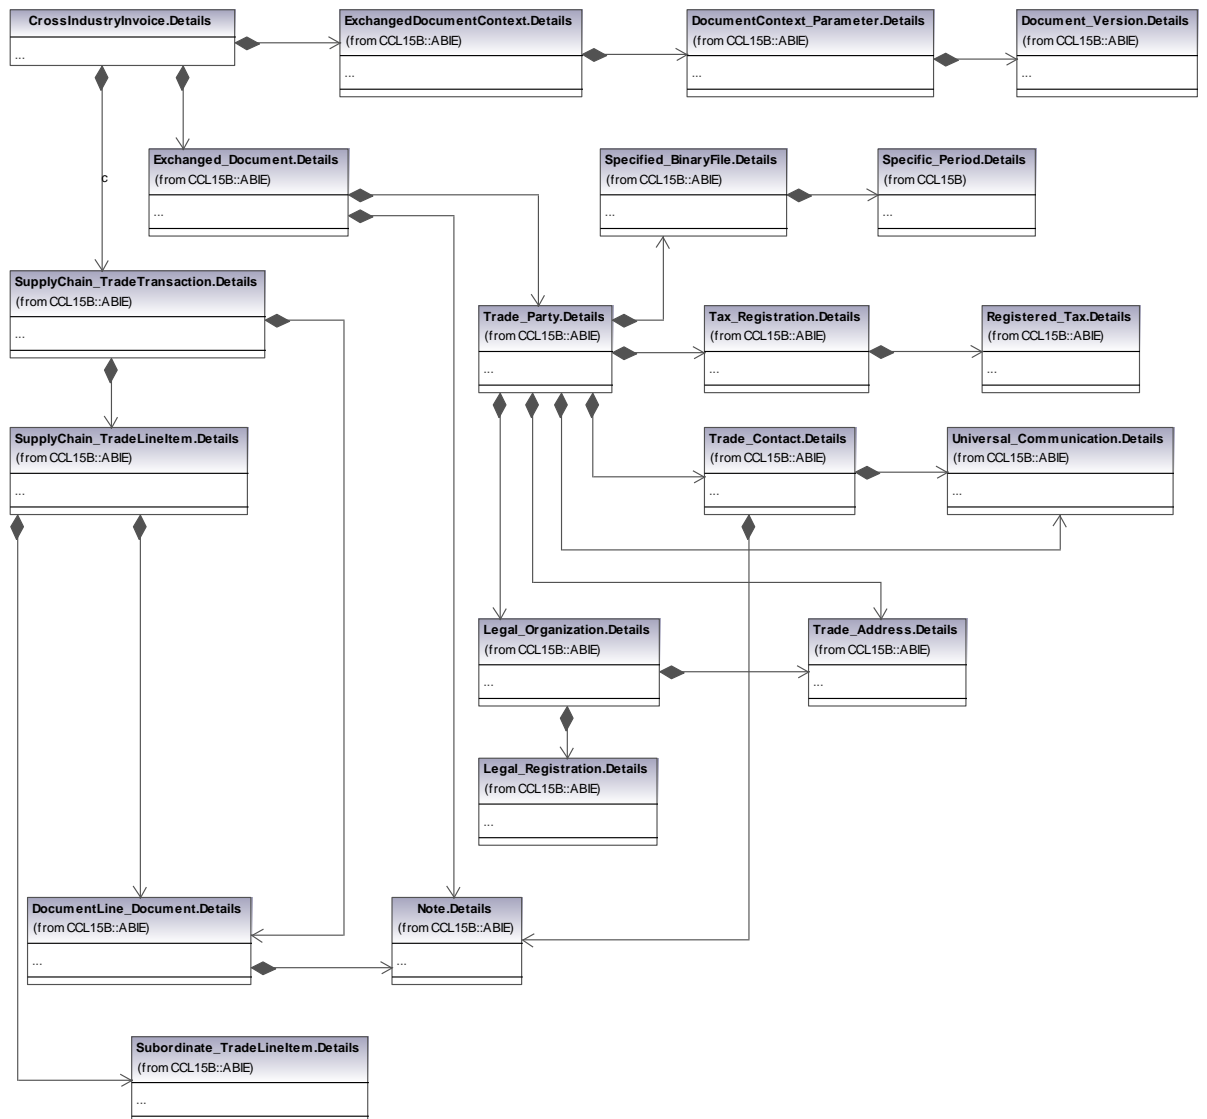 CrossIndustryInvoice.Details
...
ExchangedDocumentContext.Details
(from CCL15B::ABIE)
...
DocumentContext_Parameter.Details
(from CCL15B::ABIE)
...
Document_Version.Details
(from CCL15B::ABIE)
...
Exchanged_Document.Details
(from CCL15B::ABIE)
...
Specified_BinaryFile.Details
(from CCL15B::ABIE)
...
Specific_Period.Details
(from CCL15B)
...
c
SupplyChain_TradeTransaction.Details
(from CCL15B::ABIE)
...
Trade_Party.Details
(from CCL15B::ABIE)
...
Tax_Registration.Details
(from CCL15B::ABIE)
...
Registered_Tax.Details
(from CCL15B::ABIE)
...
SupplyChain_TradeLineItem.Details
(from CCL15B::ABIE)
...
Trade_Contact.Details
(from CCL15B::ABIE)
...
Universal_Communication.Details
(from CCL15B::ABIE)
...
Legal_Organization.Details
(from CCL15B::ABIE)
...
Trade_Address.Details
(from CCL15B::ABIE)
...
Legal_Registration.Details
(from CCL15B::ABIE)
...
DocumentLine_Document.Details
(from CCL15B::ABIE)
...
Note.Details
(from CCL15B::ABIE)
...
Subordinate_TradeLineItem.Details
(from CCL15B::ABIE)
...